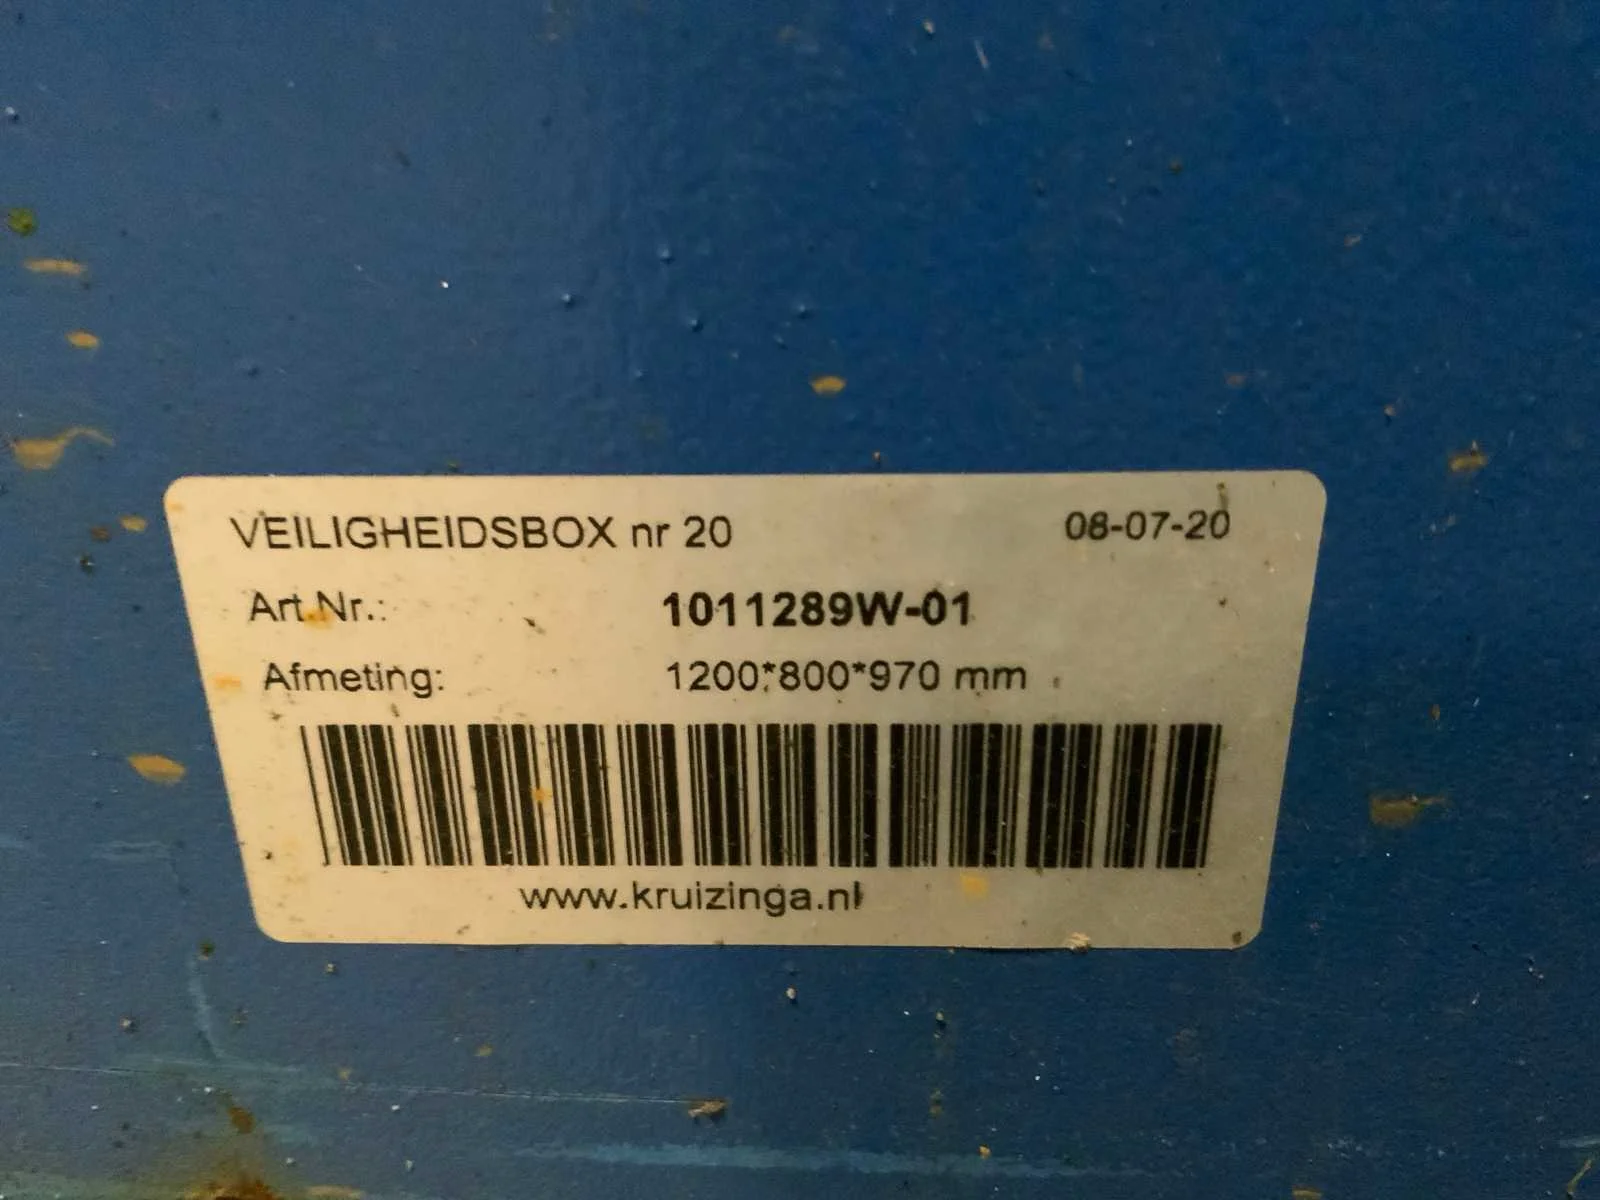 VEILIGHEIDSBOX nr 20 08-07-20
Art.Nr.: 1011289W-01
Afmeting: 1200*800*970 mm
www.kruizinga.nl